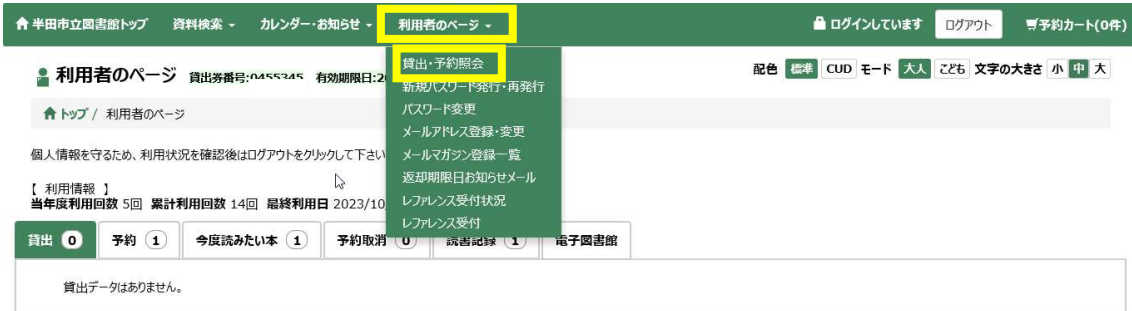 半田市立図書館トップ 資料検索 カレンダー・お知らせ 利用者のページ ログインしています ログアウト 予約カート(0件)
利用者のページ 貸出券番号:0455345 有効期限日:2
配色 標準 CUD モード 大人 こども 文字の大きさ 小 中 大
トップ / 利用者のページ
貸出・予約照会
新規パスワード発行・再発行
パスワード変更
メールアドレス登録・変更
メールマガジン登録一覧
返却期限日お知らせメール
レファレンス受付状況
レファレンス受付
個人情報を守るため、利用状況を確認後はログアウトをクリックして下さい
【 利用情報 】
当年度利用回数 5回 累計利用回数 14回 最終利用日 2023/10
貸出 0 予約 1 今度読みたい本 1 予約取消 0 読書記録 1 電子図書館
貸出データはありません。